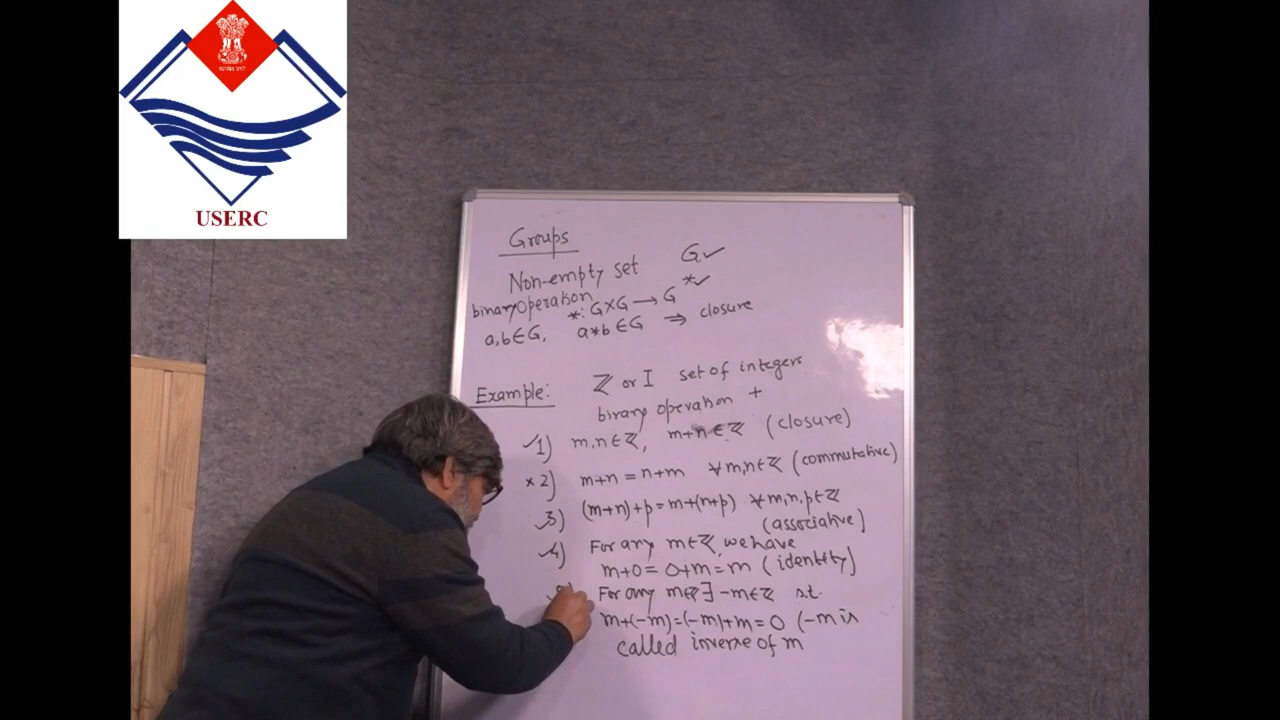 USERC
Groups
Non-empty set G ✓
binary operation *: G×G → G * ✓
a,b∈G, a*b∈G ⇒ closure
Example: ℤ or I set of integers
binary operation +
✓1) m,n∈ℤ, m+n∈ℤ (closure)
×2) m+n = n+m ∀m,n∈ℤ (commutative)
✓3) (m+n)+p = m+(n+p) ∀m,n,p∈ℤ
(associative)
✓4) For any m∈ℤ, we have
m+0 = 0+m = m (identity)
For any m∈ℤ ∃ -m∈ℤ s.t.
m+(-m)=(-m)+m=0 (-m is
called inverse of m